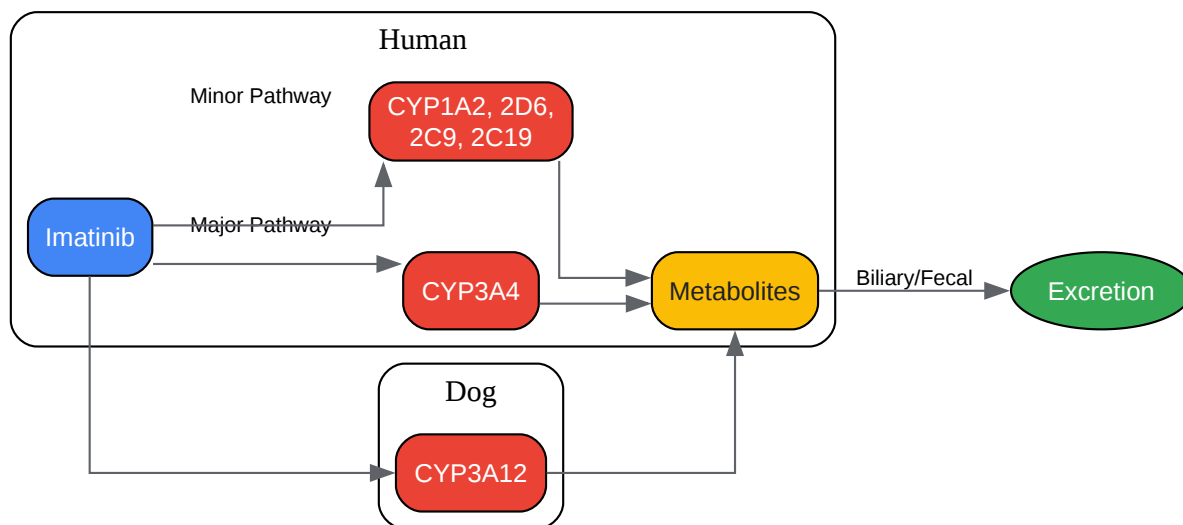 Human
Minor Pathway
CYP1A2, 2D6,
2C9, 2C19
Major Pathway
Imatinib
CYP3A4
Metabolites
Biliary/Fecal
Excretion
Dog
CYP3A12